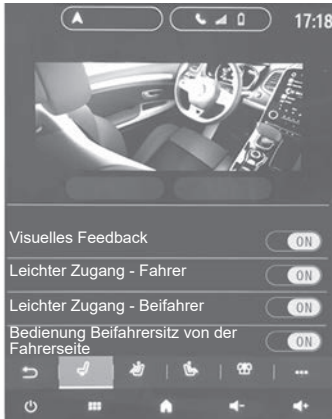 17:18
Visuelles Feedback
ON
Leichter Zugang - Fahrer
ON
Leichter Zugang - Beifahrer
ON
Bedienung Beifahrersitz von der
Fahrerseite
ON